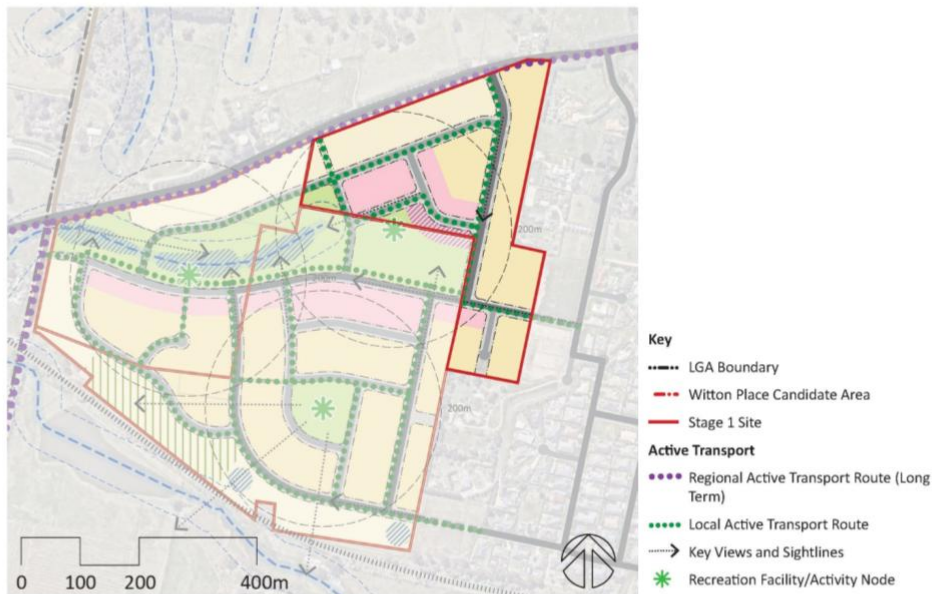 200m
200m
200m
0 100 200 400m
Key
LGA Boundary
Witton Place Candidate Area
Stage 1 Site
Active Transport
Regional Active Transport Route (Long
Term)
Local Active Transport Route
Key Views and Sightlines
Recreation Facility/Activity Node